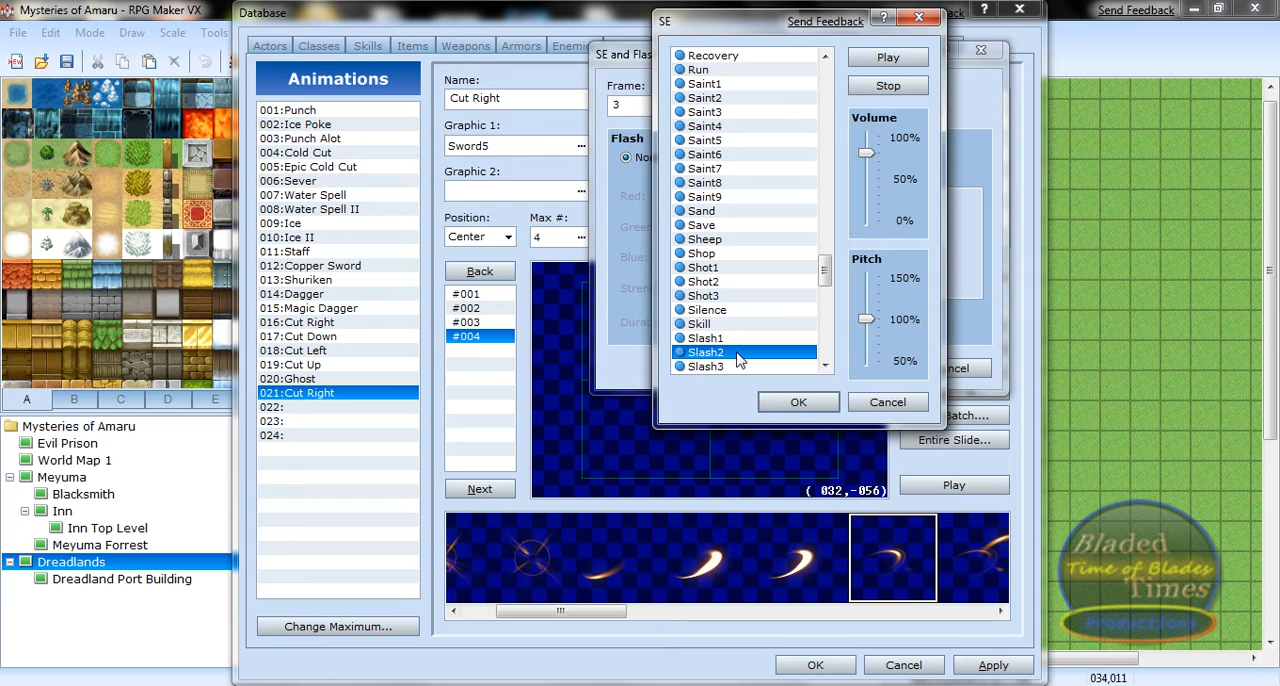 Mysteries of Amaru - RPG Maker VX
File Edit Mode Draw Scale Tools
A B C D E
Mysteries of Amaru
Evil Prison
World Map 1
Meyuma
Blacksmith
Inn
Inn Top Level
Meyuma Forrest
Dreadlands
Dreadland Port Building
Database
Actors Classes Skills Items Weapons Armors Enemie
Animations
001:Punch
002:Ice Poke
003:Punch Alot
004:Cold Cut
005:Epic Cold Cut
006:Sever
007:Water Spell
008:Water Spell II
009:Ice
010:Ice II
011:Staff
012:Copper Sword
013:Shuriken
014:Dagger
015:Magic Dagger
016:Cut Right
017:Cut Down
018:Cut Left
019:Cut Up
020:Ghost
021:Cut Right
022:
023:
024:
Change Maximum...
Name:
Cut Right
Graphic 1:
Sword5
Graphic 2:
Position: Max #:
Center 4
Back
#001
#002
#003
#004
Next
( 032,-056)
SE and Flas
Frame:
3
Flash
No
Red:
Green
Blue:
Stren
Durat
ncel
Batch....
Entire Slide...
Play
OK Cancel Apply
SE Send Feedback
Recovery
Run
Saint1
Saint2
Saint3
Saint4
Saint5
Saint6
Saint7
Saint8
Saint9
Sand
Save
Sheep
Shop
Shot1
Shot2
Shot3
Silence
Skill
Slash1
Slash2
Slash3
Play
Stop
Volume
100%
50%
0%
Pitch
150%
100%
50%
OK Cancel
Send Feedback
Bladed
Time of Blades
Times
Productions
034,011